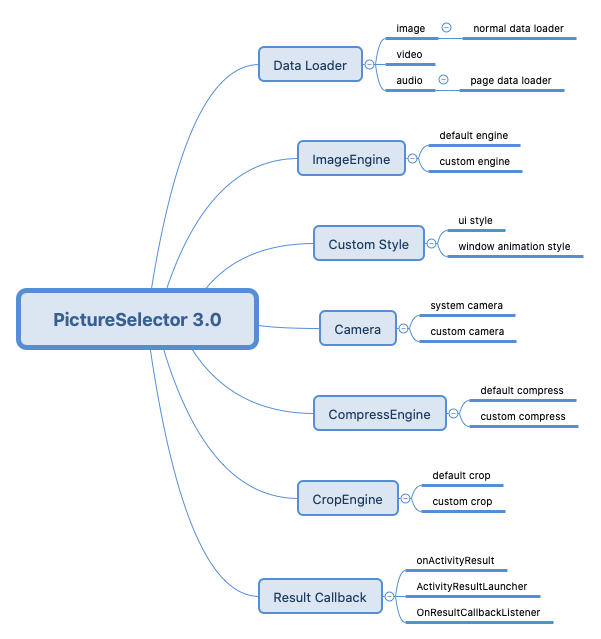 image
normal data loader
Data Loader
video
audio
page data loader
default engine
ImageEngine
custom engine
ui style
Custom Style
window animation style
PictureSelector 3.0
system camera
Camera
custom camera
default compress
CompressEngine
custom compress
default crop
CropEngine
custom crop
onActivityResult
Result Callback
ActivityResultLauncher
OnResultCallbackListener